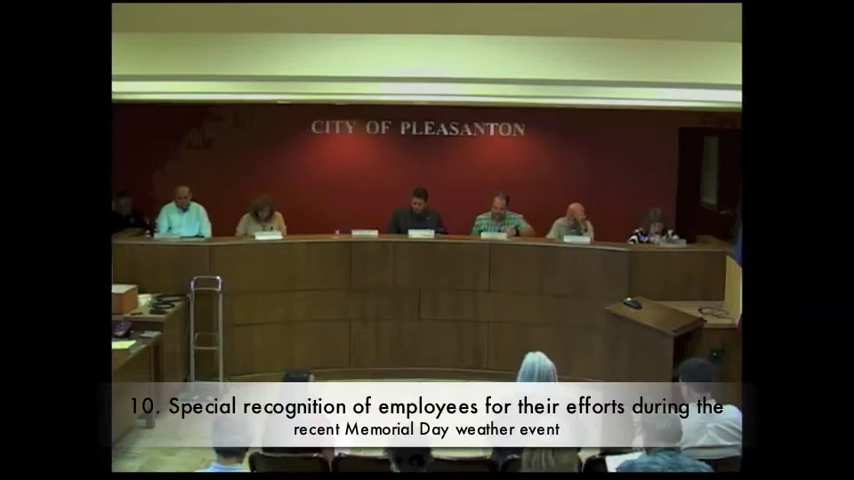 CITY OF PLEASANTON
10. Special recognition of employees for their efforts during the
recent Memorial Day weather event